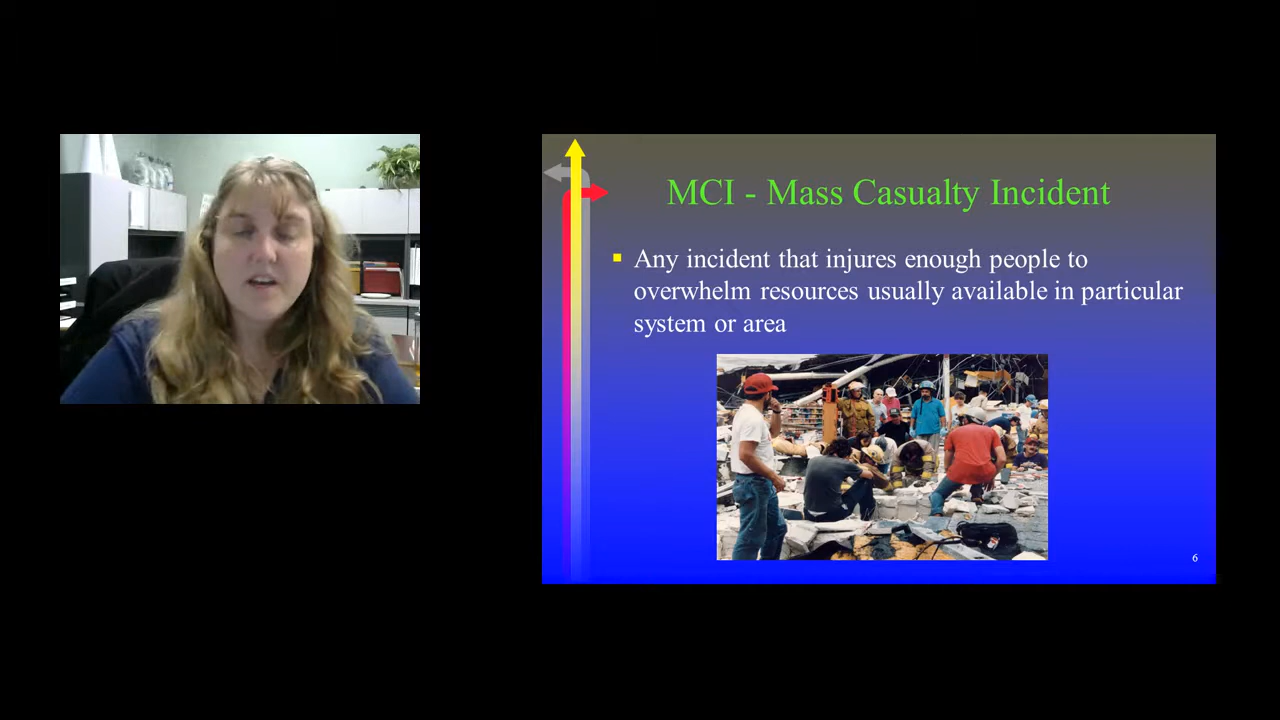 MCI - Mass Casualty Incident
Any incident that injures enough people to
overwhelm resources usually available in particular
system or area
6